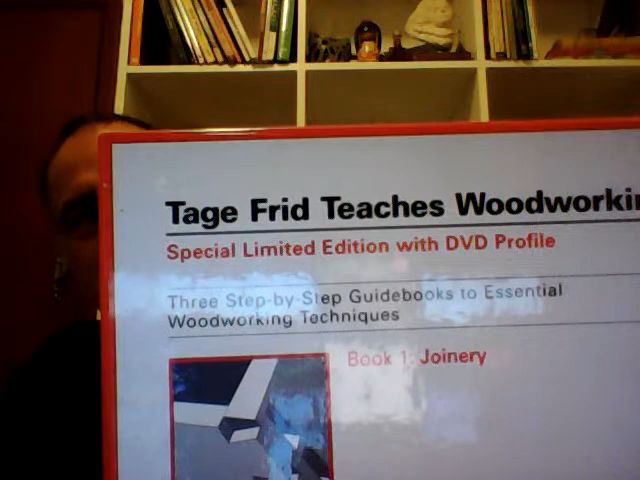 Tage Frid Teaches Woodworkin
Special Limited Edition with DVD Profile
Three Step-by-Step Guidebooks to Essential
Woodworking Techniques
Book 1: Joinery